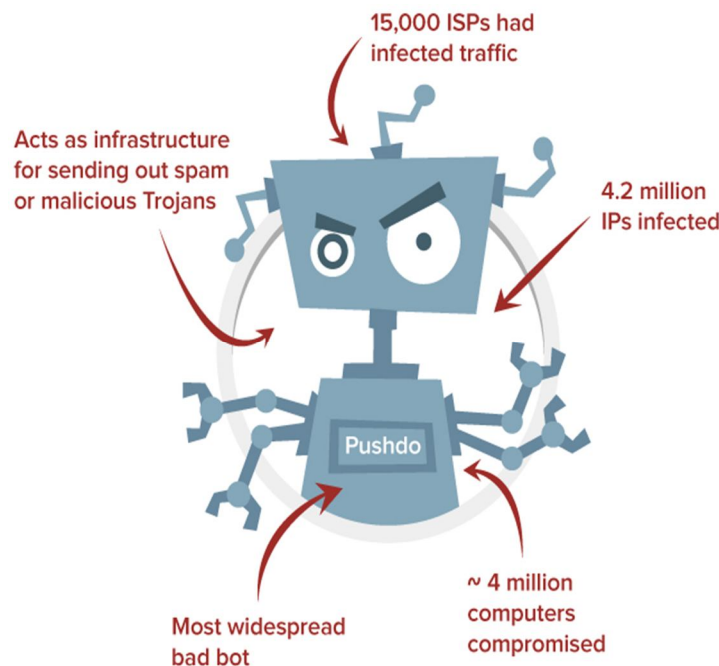 15,000 ISPs had
infected traffic
Acts as infrastructure
for sending out spam
or malicious Trojans
4.2 million
IPs infected
Pushdo
~ 4 million
computers
compromised
Most widespread
bad bot